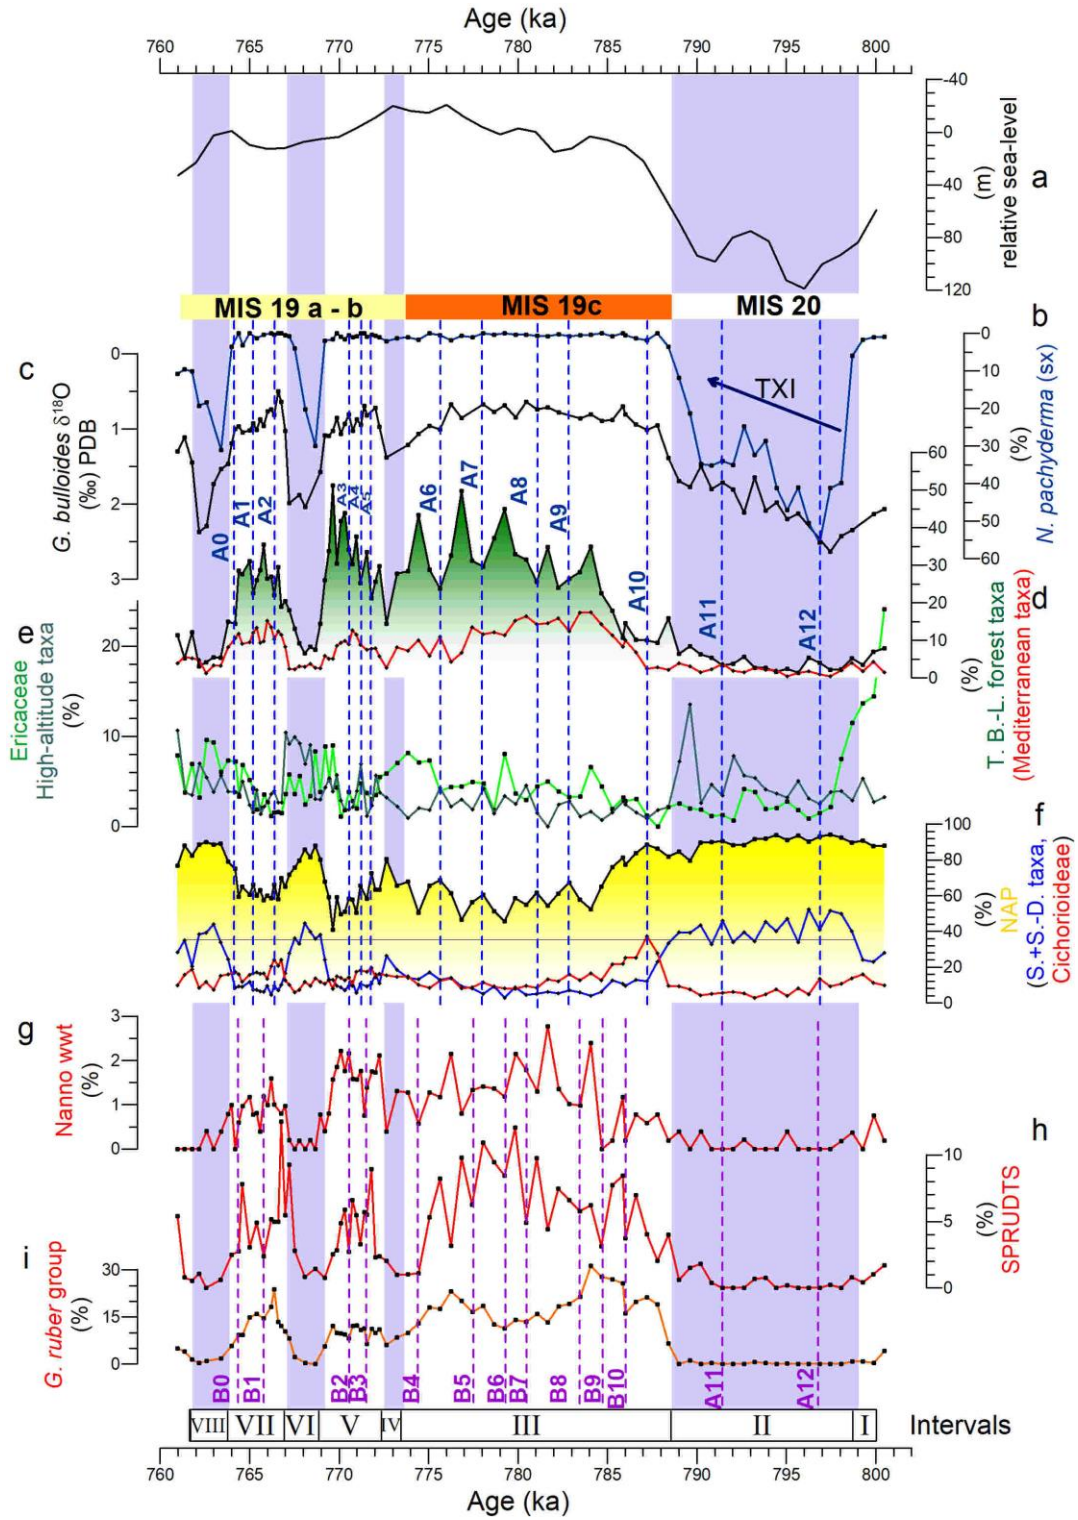 Age (ka)
760 765 770 775 780 785 790 795 800
-40
0
40
80
120
relative sea-level
(m)
a
MIS 19 a - b
MIS 19c
MIS 20
b
N. pachyderma (sx)
(%)
0
10
20
30
40
50
60
TXI
c
G. bulloides δ18O
(‰) PDB
0
1
2
3
A0
A1
A2
A3
A4
A5
A6
A7
A8
A9
A10
A11
A12
d
T. B.-L. forest taxa
(Mediterranean taxa)
(%)
60
50
40
30
20
10
0
e
Ericaceae
High-altitude taxa
(%)
20
10
0
f
NAP
(S.+S.-D. taxa,
Cichorioideae)
(%)
100
80
60
40
20
0
g
Nanno wwt
(%)
3
2
1
0
h
SPRUDTS
(%)
10
5
0
i
G. ruber group
(%)
30
15
0
B0
B1
B2
B3
B4
B5
B6
B7
B8
B9
B10
A11
A12
VIII VII VI V IV III II I
Intervals
760 765 770 775 780 785 790 795 800
Age (ka)